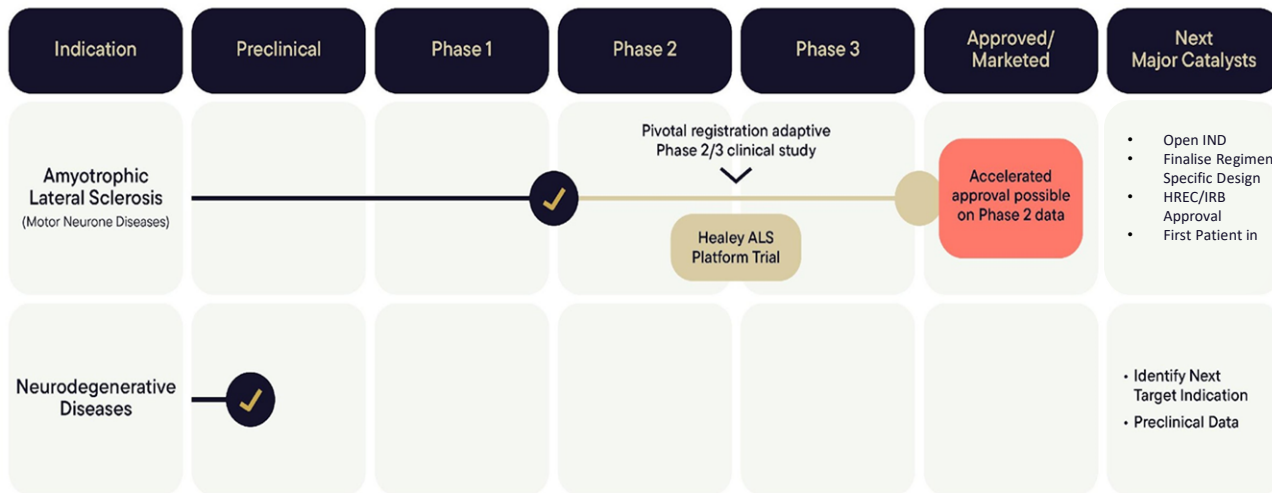 Indication
Preclinical
Phase 1
Phase 2
Phase 3
Approved/
Marketed
Next
Major Catalysts
Amyotrophic
Lateral Sclerosis
(Motor Neurone Diseases)
Pivotal registration adaptive
Phase 2/3 clinical study
Healey ALS
Platform Trial
Accelerated
approval possible
on Phase 2 data
• Open IND
• Finalise Regimen
Specific Design
• HREC/IRB
Approval
• First Patient in
Neurodegenerative
Diseases
• Identify Next
Target Indication
• Preclinical Data